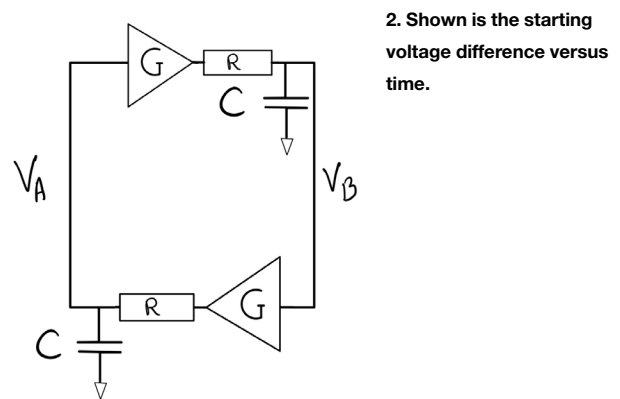 G
R
C
2. Shown is the starting
voltage difference versus
time.
V_A
V_B
R
G
C